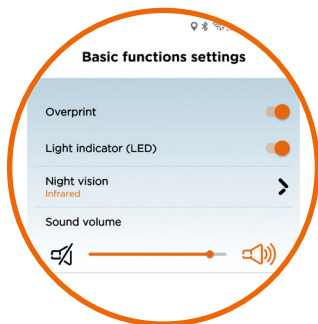 Basic functions settings
Overprint
Light indicator (LED)
Night vision
Infrared
Sound volume